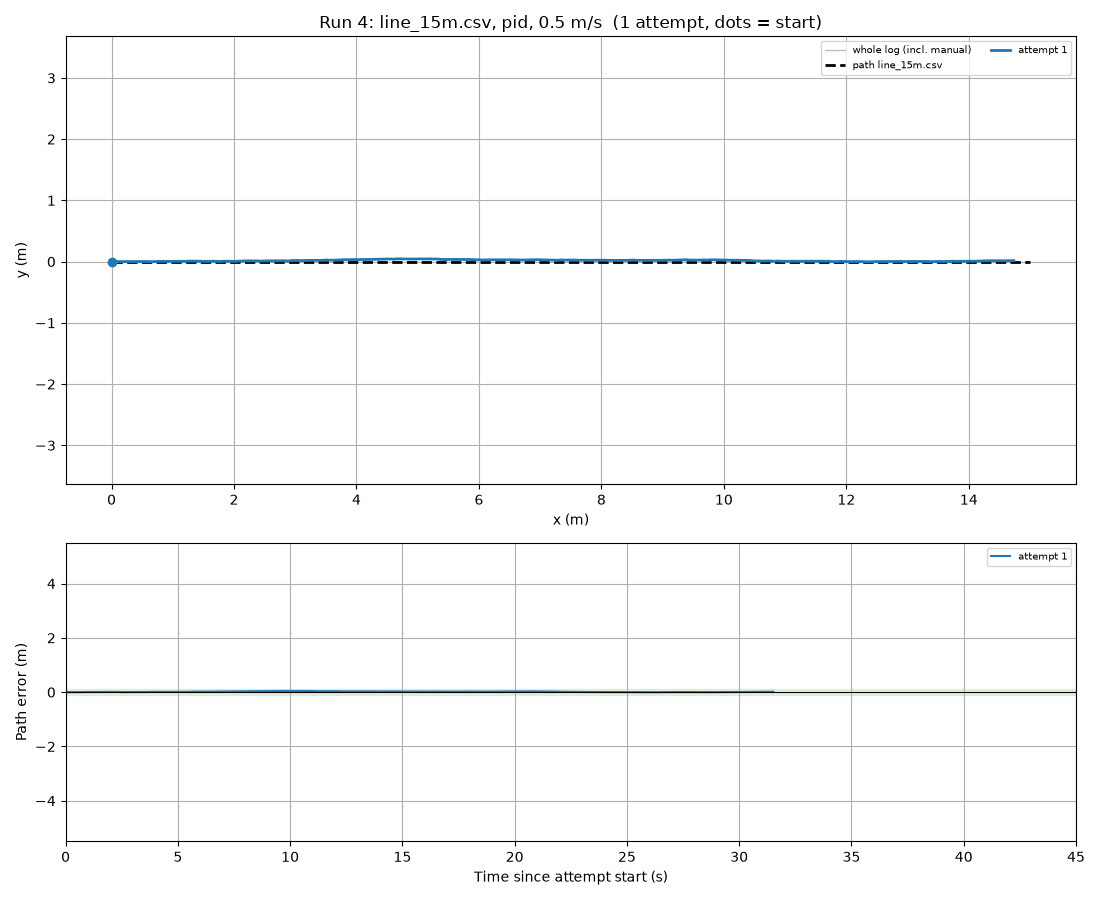 Run 4: line_15m.csv, pid, 0.5 m/s  (1 attempt, dots = start)
whole log (incl. manual)
path line_15m.csv
attempt 1
3
2
1
0
−1
−2
−3
y (m)
0 2 4 6 8 10 12 14
x (m)
attempt 1
4
2
0
−2
−4
Path error (m)
0 5 10 15 20 25 30 35 40 45
Time since attempt start (s)